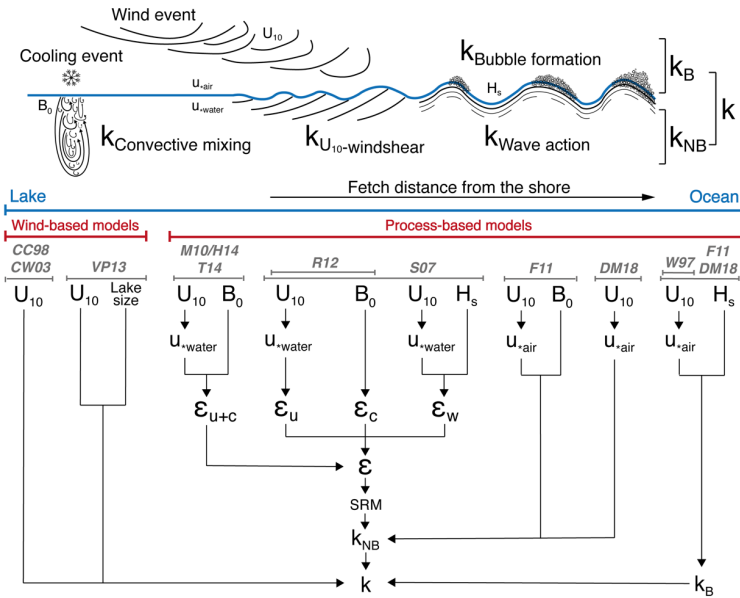 Wind event
U10
Cooling event
kBubble formation
kB
u*air
Hs
k
B0
u*water
kConvective mixing
kU10-windshear
kWave action
kNB
Fetch distance from the shore
Lake
Ocean
Wind-based models
Process-based models
CC98
CW03
VP13
M10/H14
T14
R12
S07
F11
DM18
W97
F11
DM18
U10
U10
Lake
size
U10
B0
U10
B0
U10
Hs
U10
B0
U10
U10
Hs
u*water
u*water
u*water
u*air
u*air
u*air
εu+c
εu
εc
εw
ε
SRM
kNB
k
kB